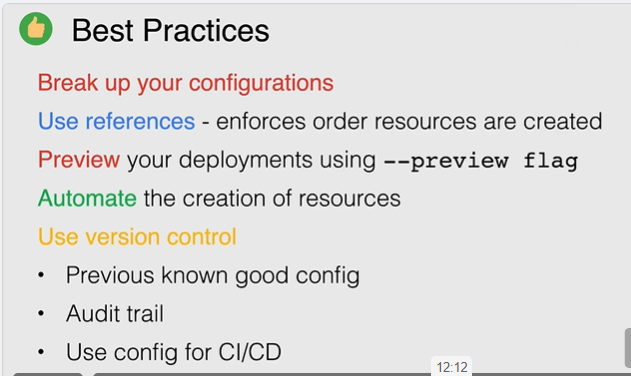 Best Practices
Break up your configurations
Use references - enforces order resources are created
Preview your deployments using --preview flag
Automate the creation of resources
Use version control
• Previous known good config
• Audit trail
• Use config for CI/CD
12:12